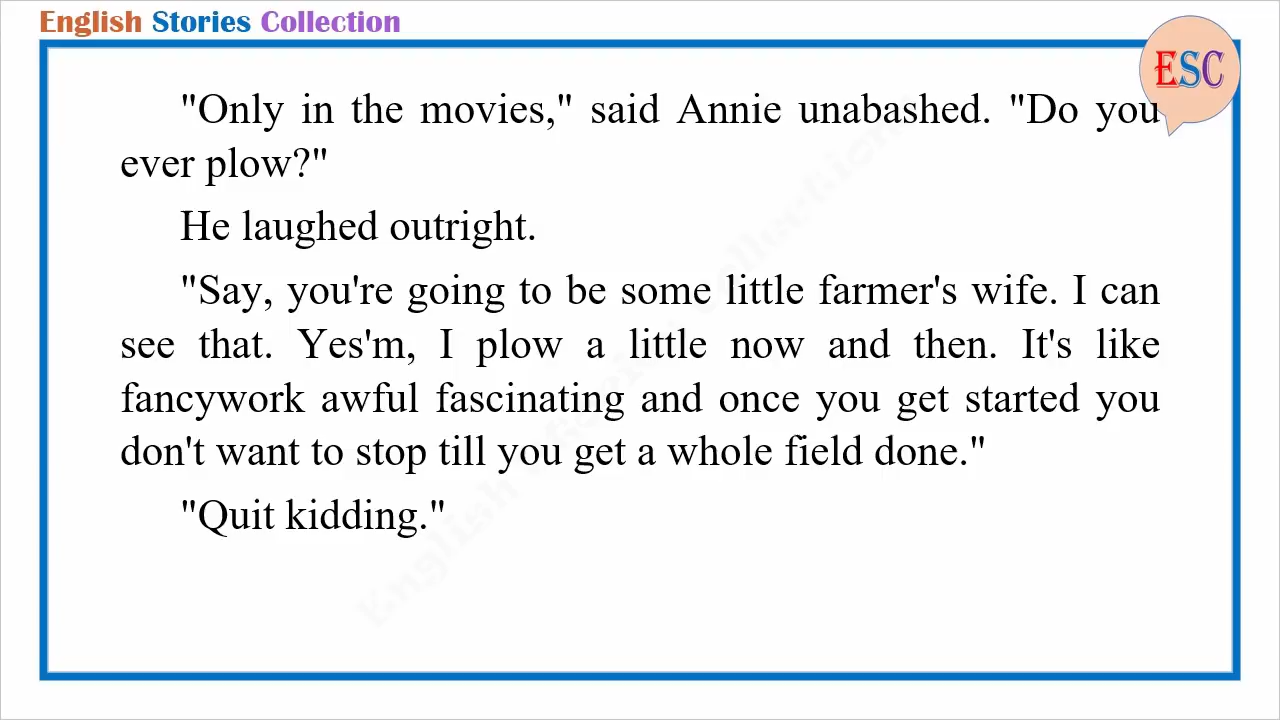 English Stories Collection
ESC
"Only in the movies," said Annie unabashed. "Do you
ever plow?"
He laughed outright.
"Say, you're going to be some little farmer's wife. I can
see that. Yes'm, I plow a little now and then. It's like
fancywork awful fascinating and once you get started you
don't want to stop till you get a whole field done."
"Quit kidding."
English Stories Collection